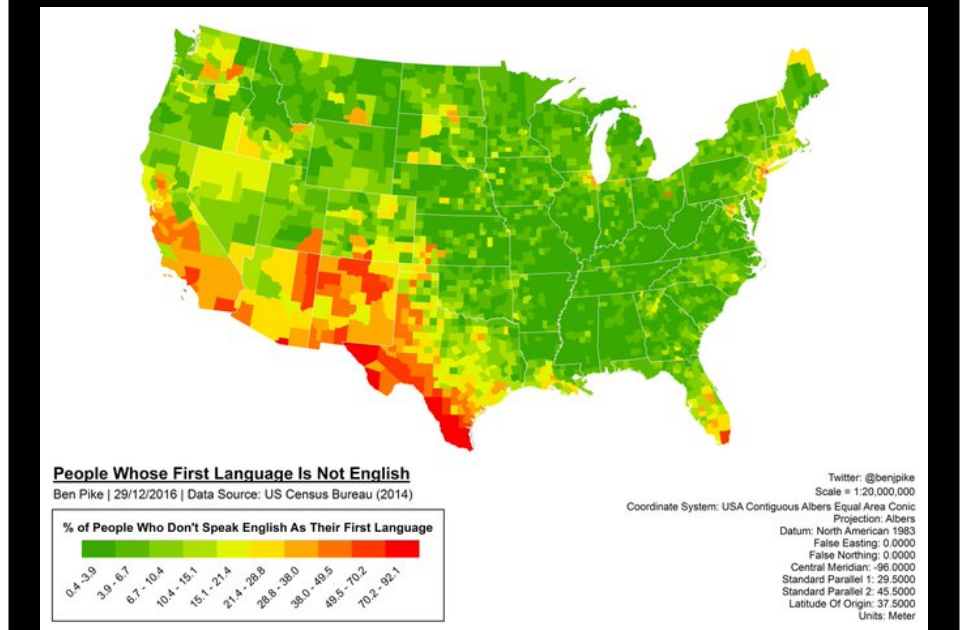 People Whose First Language Is Not English
Ben Pike | 29/12/2016 | Data Source: US Census Bureau (2014)
% of People Who Don't Speak English As Their First Language
0.4 -3.9
3.9 - 6.7
6.7 - 10.4
10.4 - 15.1
15.1 - 21.4
21.4 - 28.8
28.8 - 38.0
38.0 - 49.5
49.5 - 70.2
70.2 - 92.1
Twitter: @benjpike
Scale = 1:20,000,000
Coordinate System: USA Contiguous Albers Equal Area Conic
Projection: Albers
Datum: North American 1983
False Easting: 0.0000
False Northing: 0.0000
Central Meridian: -96.0000
Standard Parallel 1: 29.5000
Standard Parallel 2: 45.5000
Latitude Of Origin: 37.5000
Units: Meter